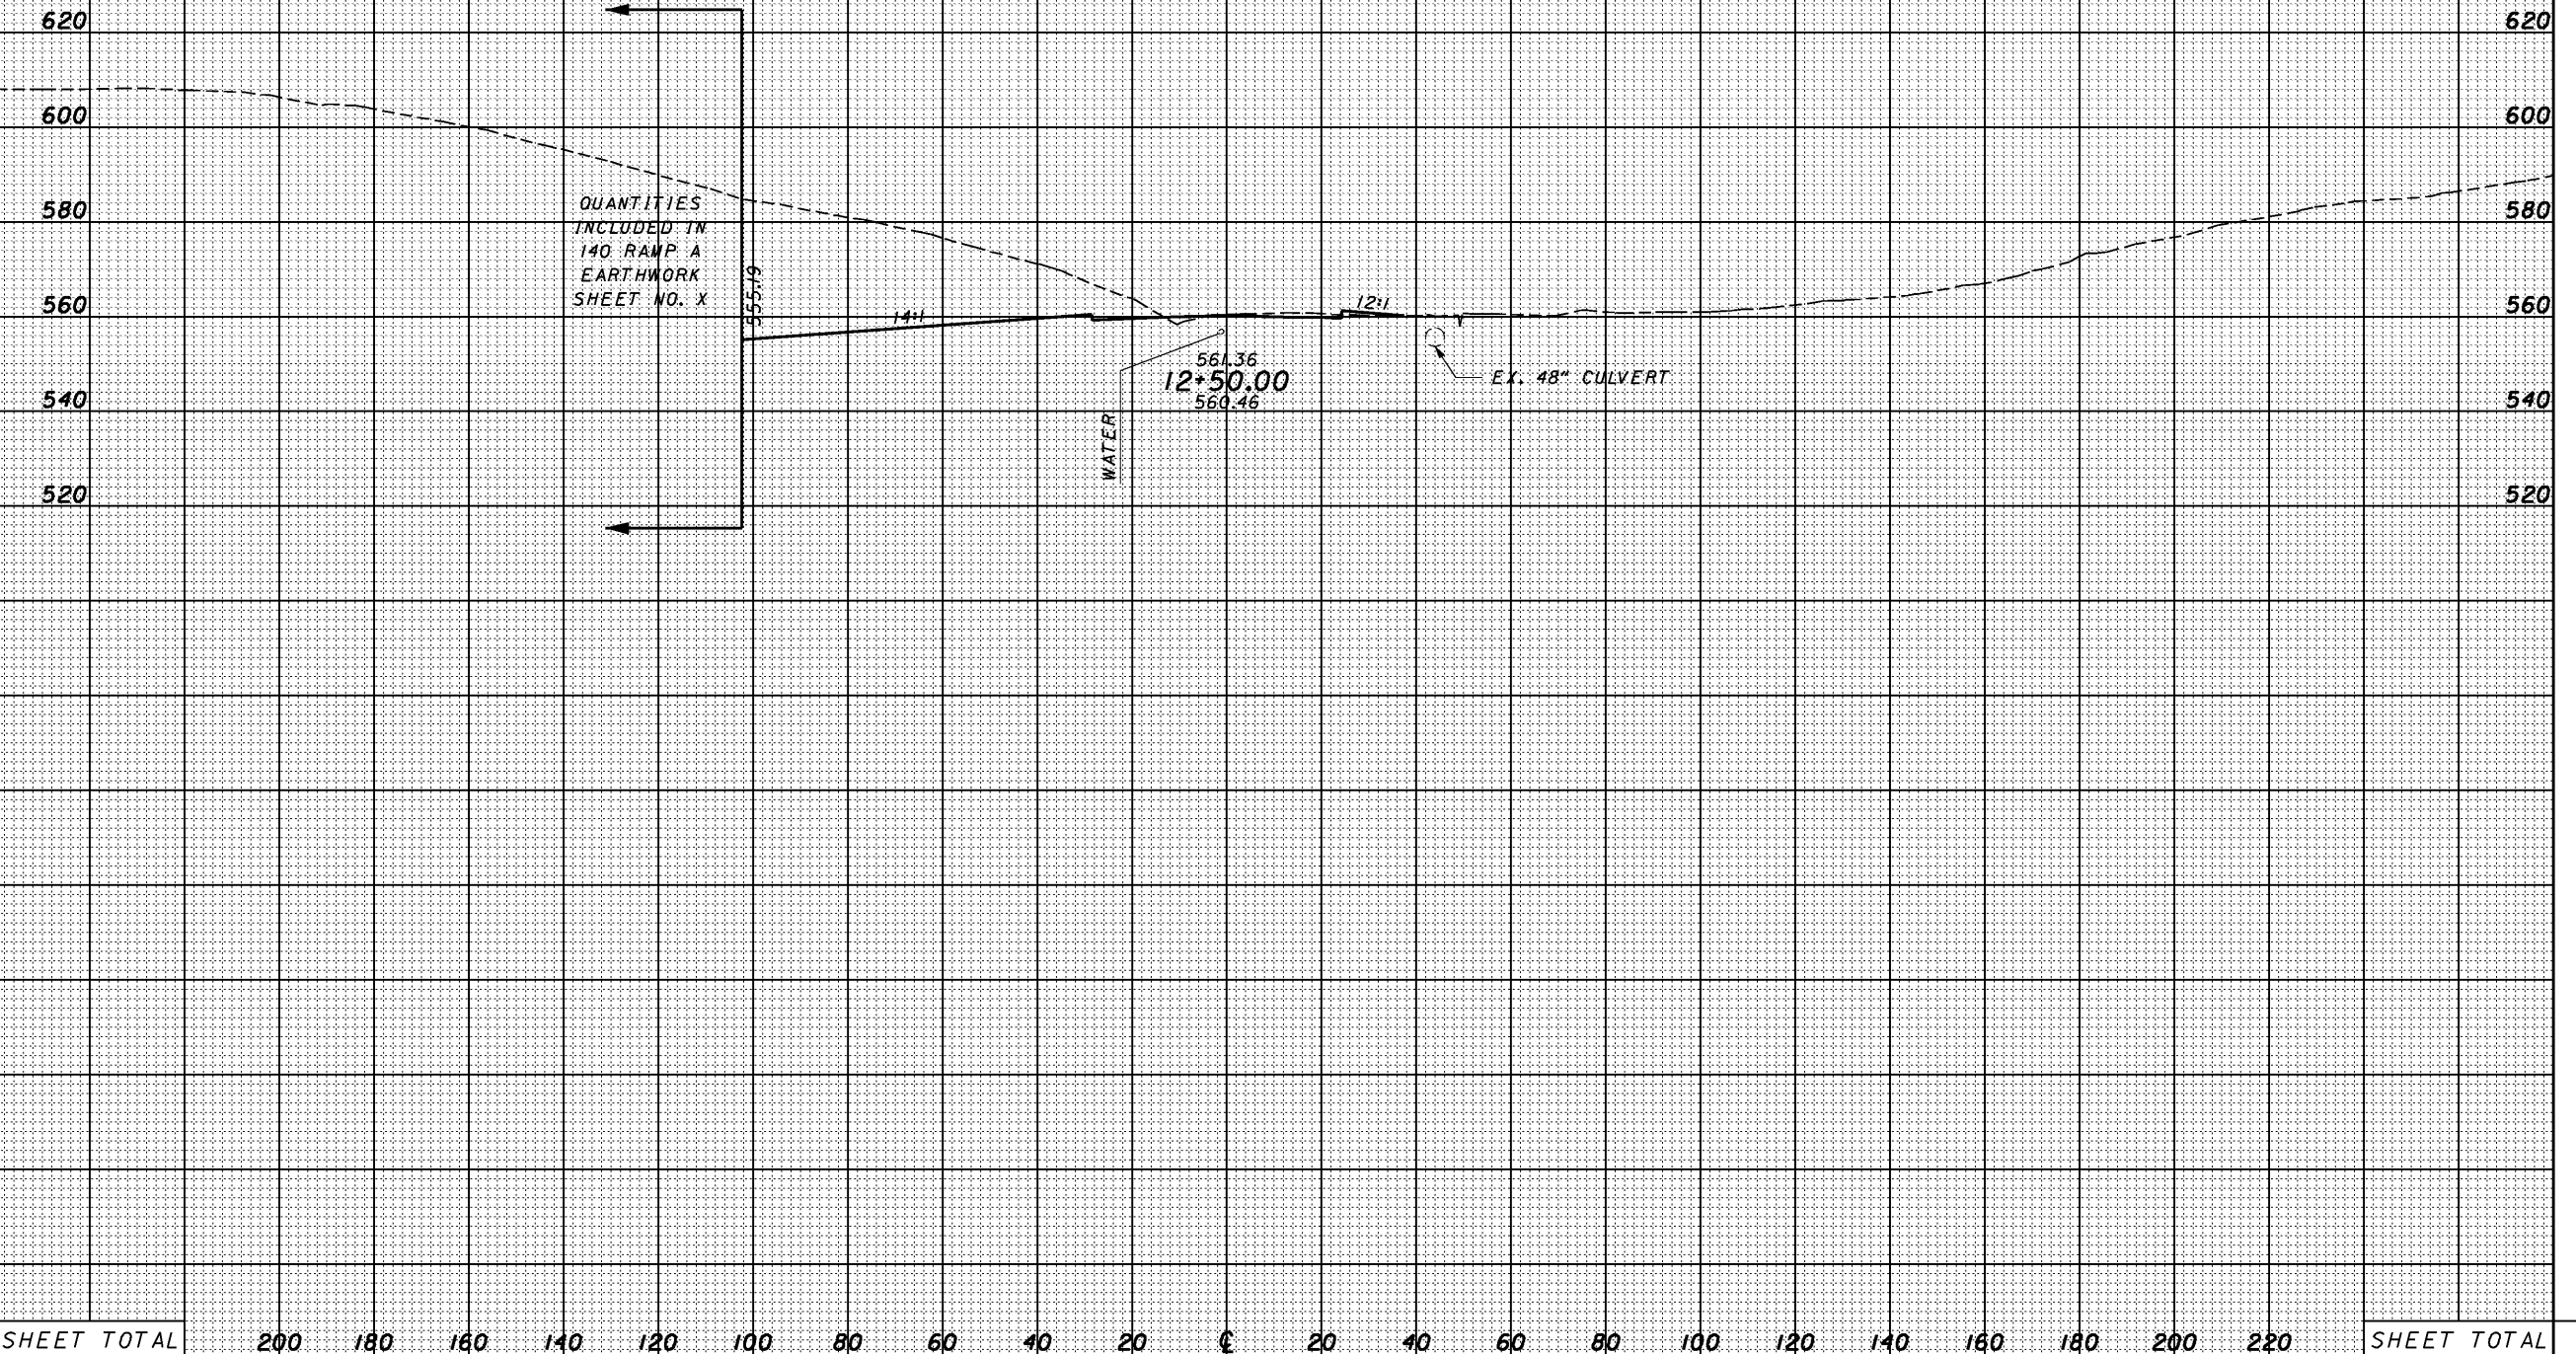 620 620
600 600
580 580
QUANTITIES
INCLUDED IN
140 RAMP A
EARTHWORK
SHEET NO. X
555.19
560 560
14:1
12:1
561.36
12+50.00
560.46
EX. 48" CULVERT
WATER
540 540
520 520
SHEET TOTAL 200 180 160 140 120 100 80 60 40 20 ℄ 20 40 60 80 100 120 140 160 180 200 220 SHEET TOTAL